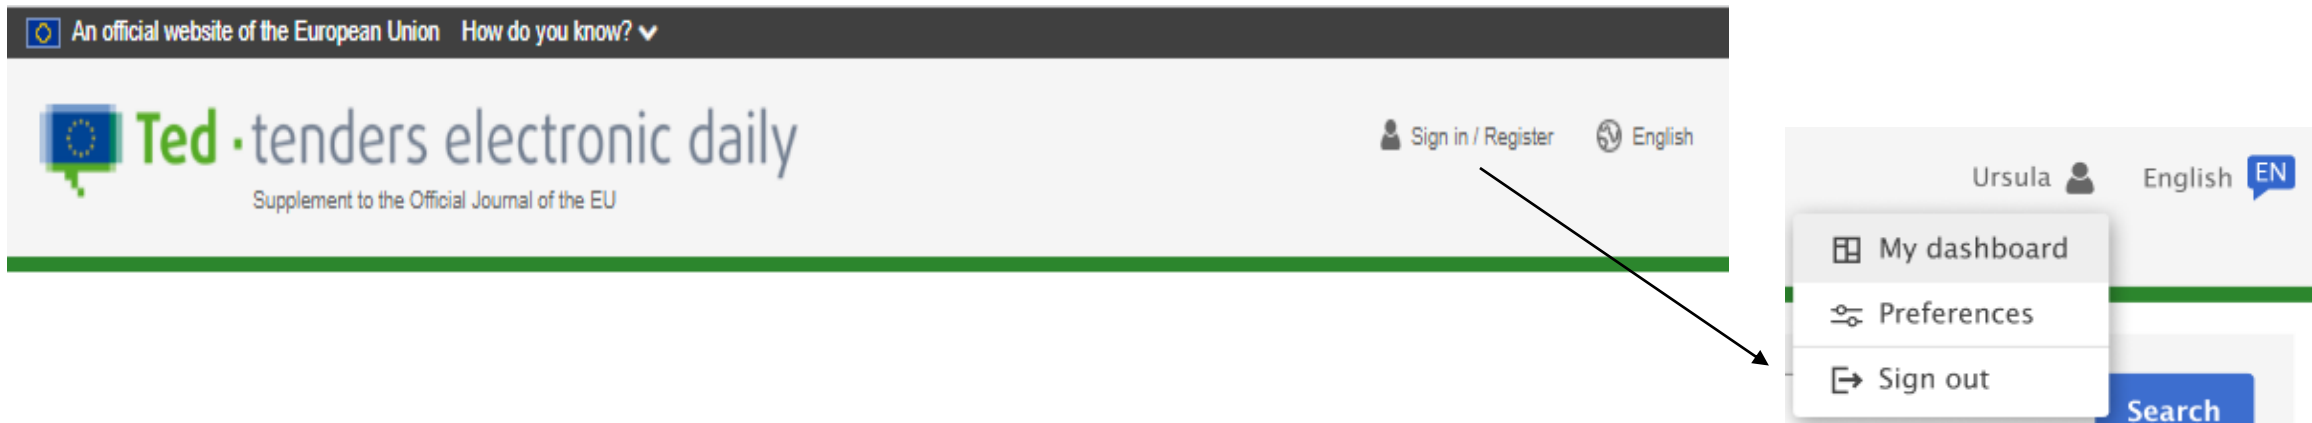 An official website of the European Union How do you know?
Ted · tenders electronic daily
Supplement to the Official Journal of the EU
Sign in / Register English
Ursula English EN
My dashboard
Preferences
Sign out
Search